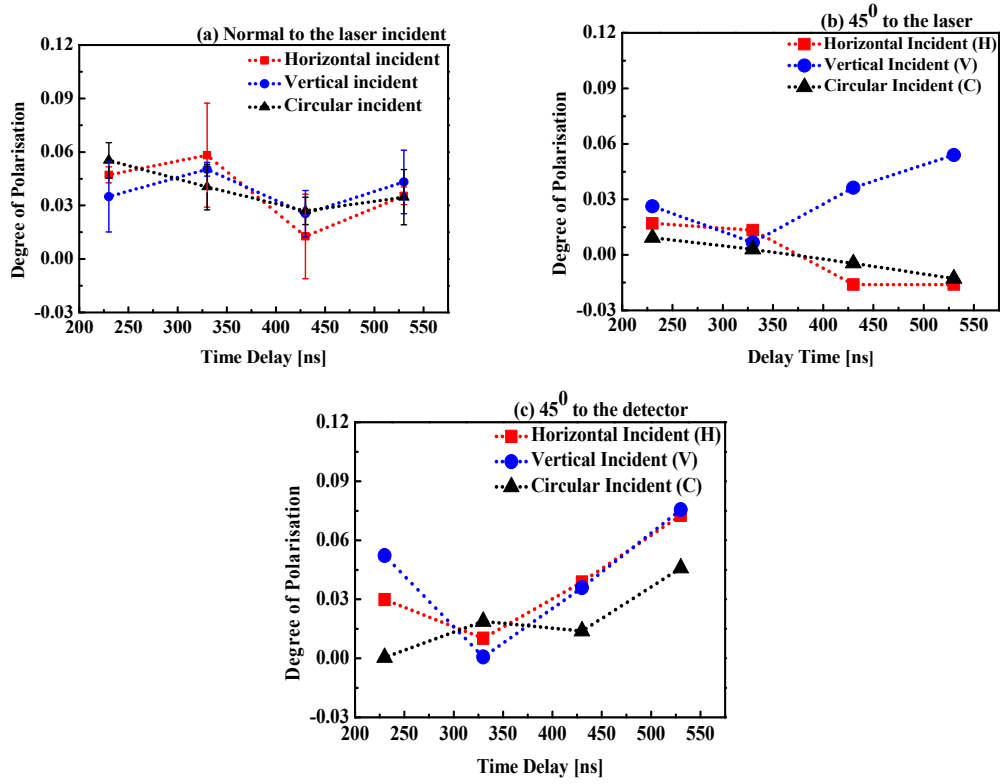 (a) Normal to the laser incident
Horizontal incident
Vertical incident
Circular incident
Degree of Polarisation
0.12
0.09
0.06
0.03
0.00
-0.03
200 250 300 350 400 450 500 550
Time Delay [ns]
(b) 45⁰ to the laser
Horizontal Incident (H)
Vertical Incident (V)
Circular Incident (C)
Degree of Polarisation
0.12
0.09
0.06
0.03
0.00
-0.03
200 250 300 350 400 450 500 550
Delay Time [ns]
(c) 45⁰ to the detector
Horizontal Incident (H)
Vertical Incident (V)
Circular Incident (C)
Degree of Polarisation
0.12
0.09
0.06
0.03
0.00
-0.03
200 250 300 350 400 450 500 550
Time Delay [ns]